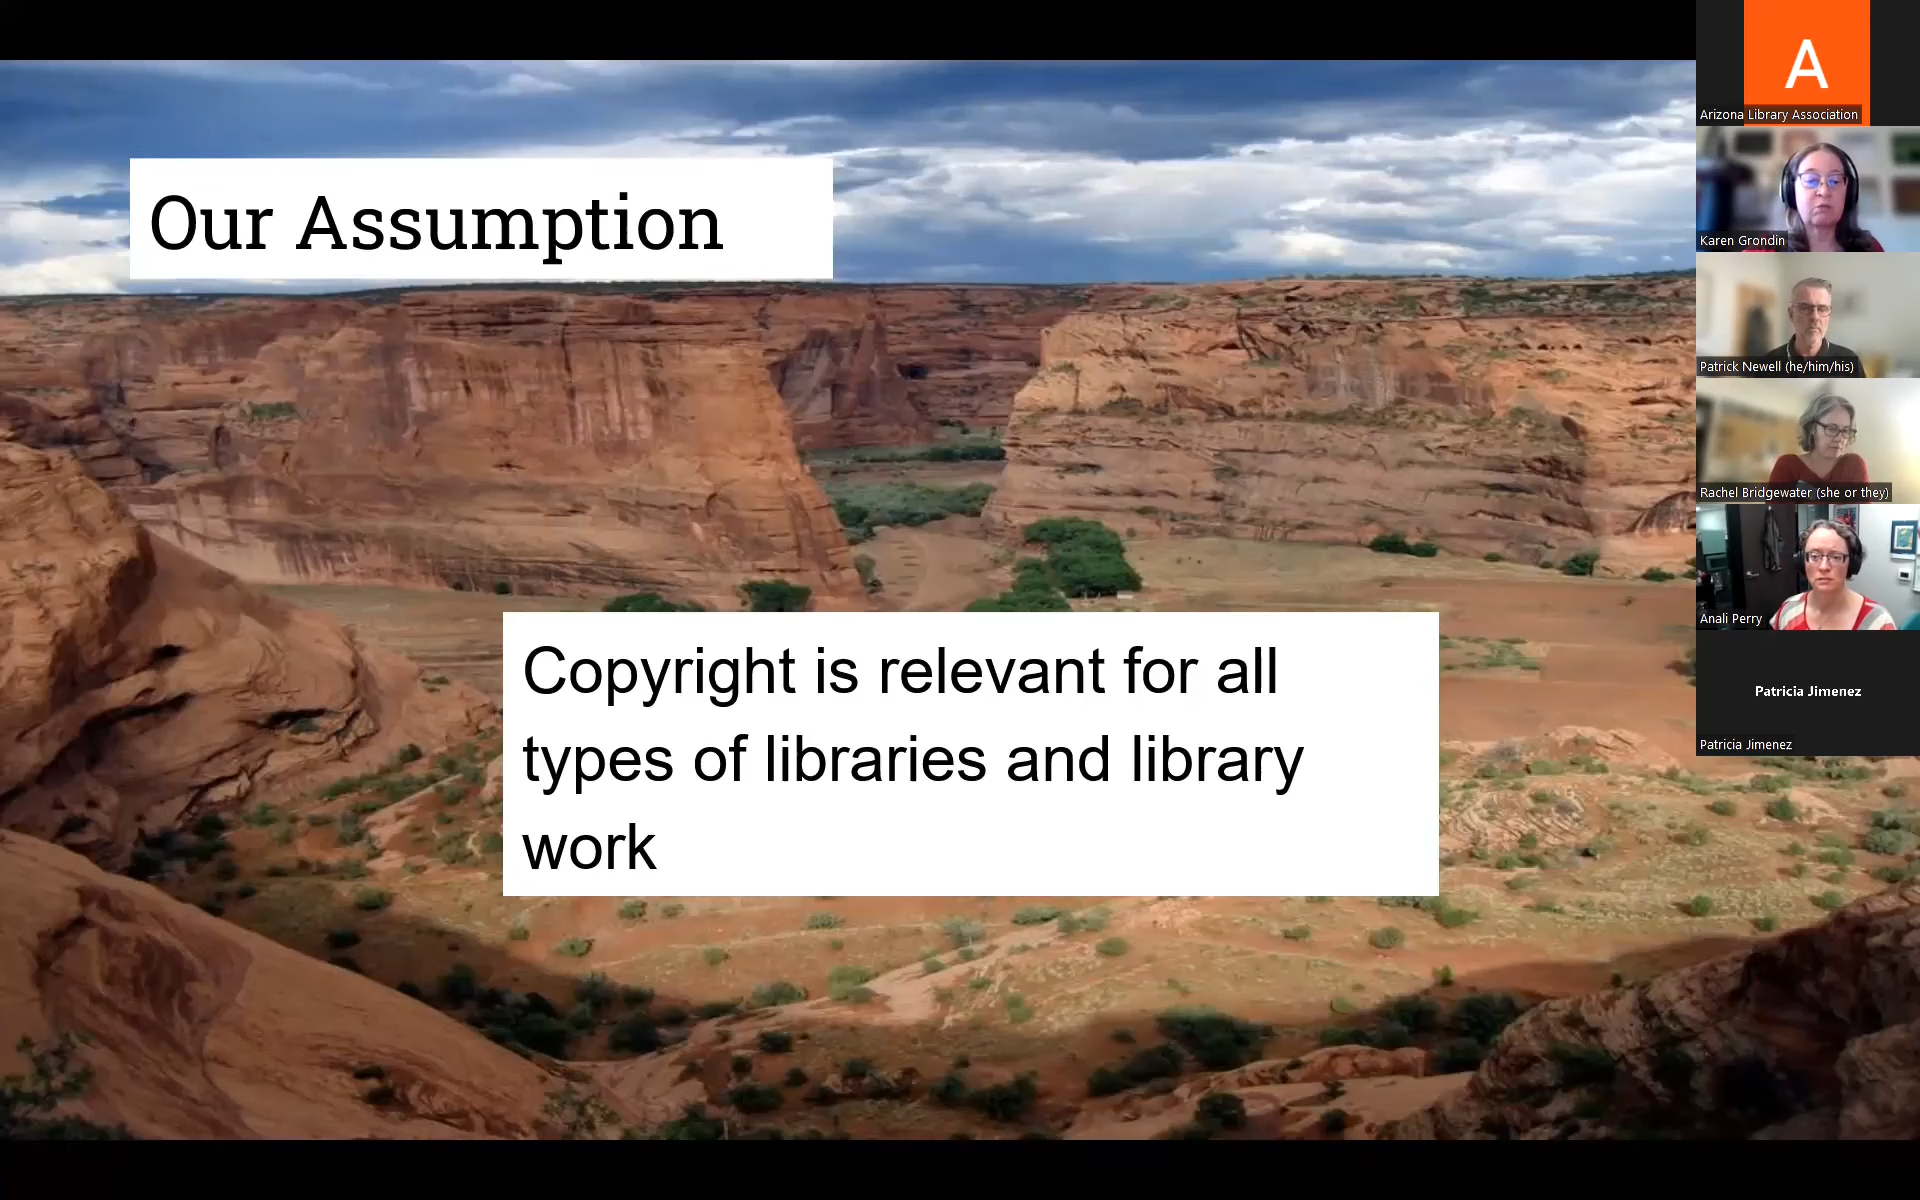 Our Assumption
Copyright is relevant for all
types of libraries and library
work
A
Arizona Library Association
Karen Grondin
Patrick Newell (he/him/his)
Rachel Bridgewater (she or they)
Anali Perry
Patricia Jimenez
Patricia Jimenez